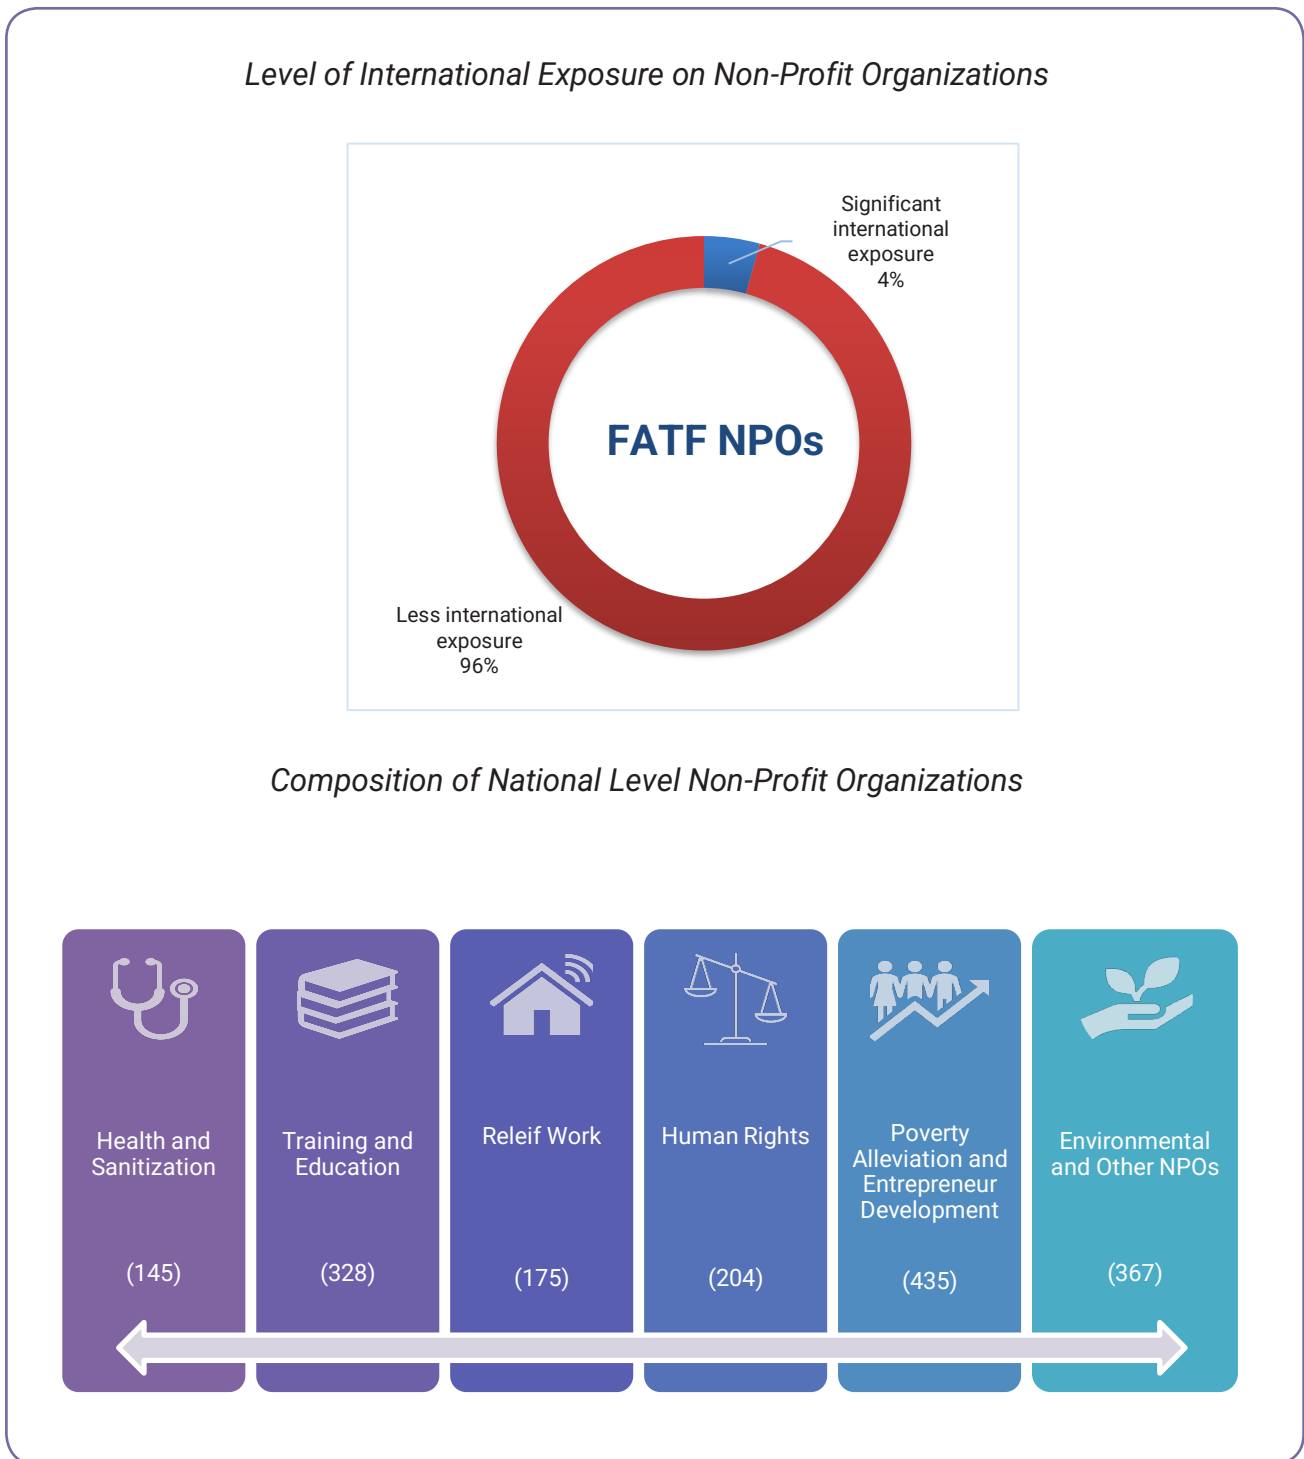 Level of International Exposure on Non-Profit Organizations
Significant
international
exposure
4%
FATF NPOs
Less international
exposure
96%
Composition of National Level Non-Profit Organizations
Health and
Sanitization
(145)
Training and
Education
(328)
Releif Work
(175)
Human Rights
(204)
Poverty
Alleviation and
Entrepreneur
Development
(435)
Environmental
and Other NPOs
(367)